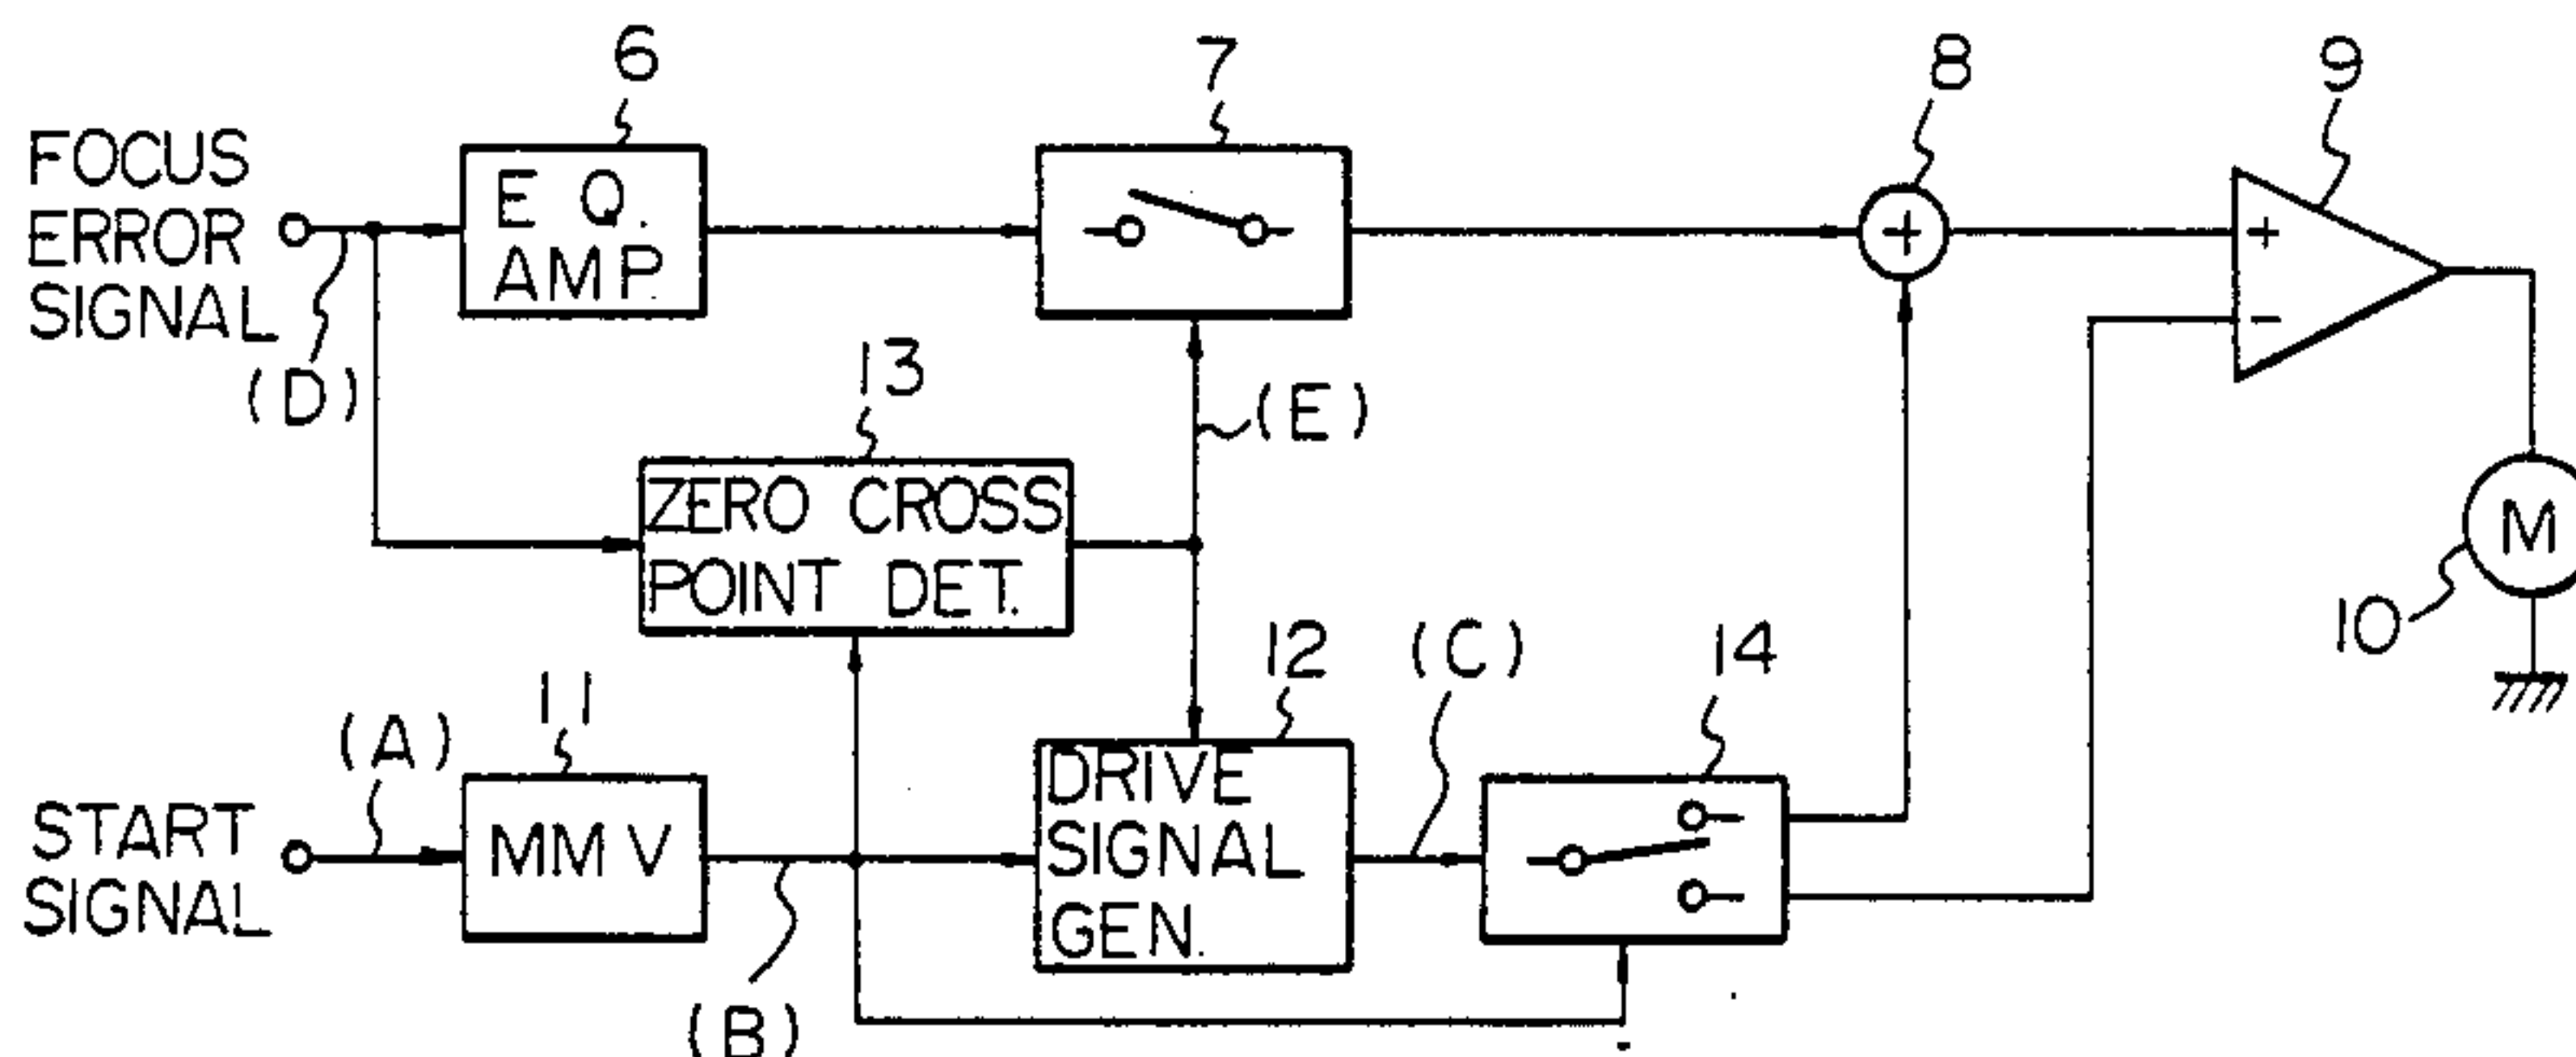 6
7
8
9
FOCUS
ERROR
SIGNAL
(D)
E Q.
AMP.
+
+
−
13
(E)
ZERO CROSS
POINT DET.
M
10
12
(C)
14
11
(A)
START
SIGNAL
MMV
(B)
DRIVE
SIGNAL
GEN.